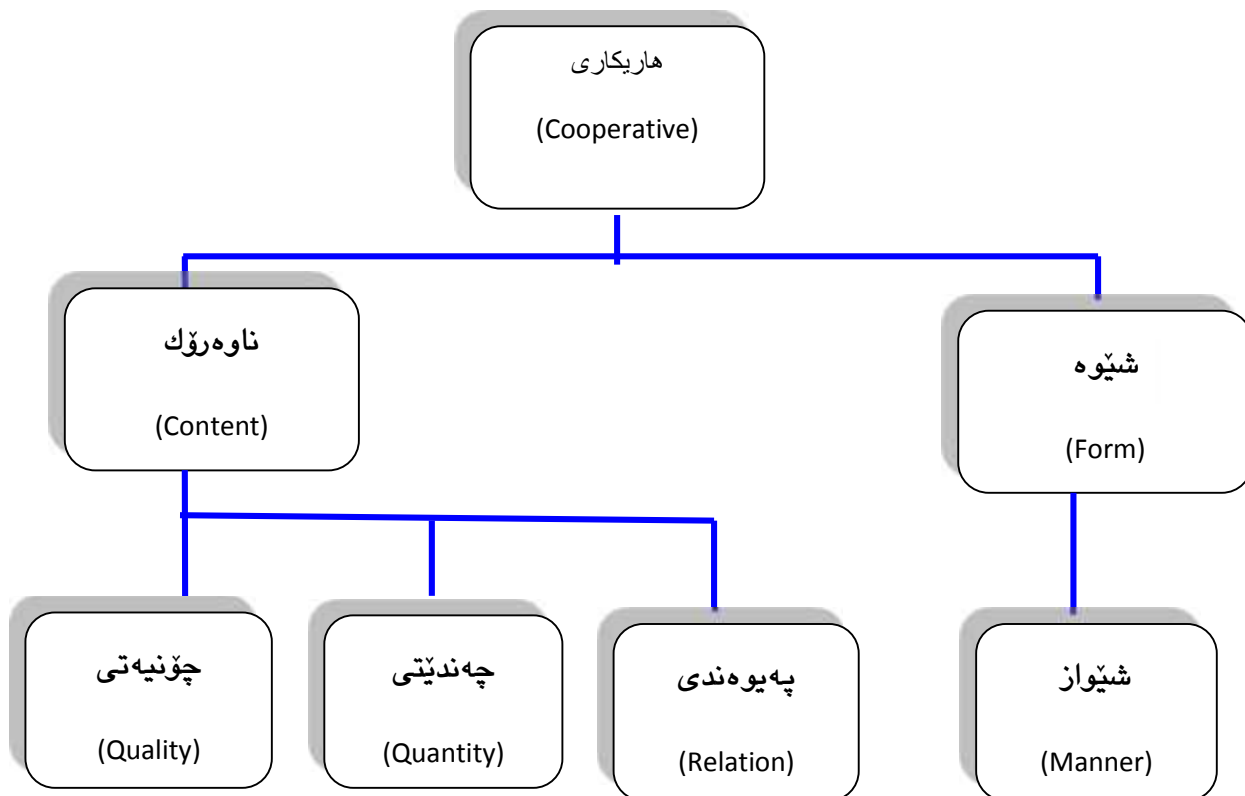 هاریکاری
(Cooperative)
ناوەرۆك
(Content)
شێوە
(Form)
چۆنیەتی
(Quality)
چەندێتی
(Quantity)
پەیوەندی
(Relation)
شێواز
(Manner)